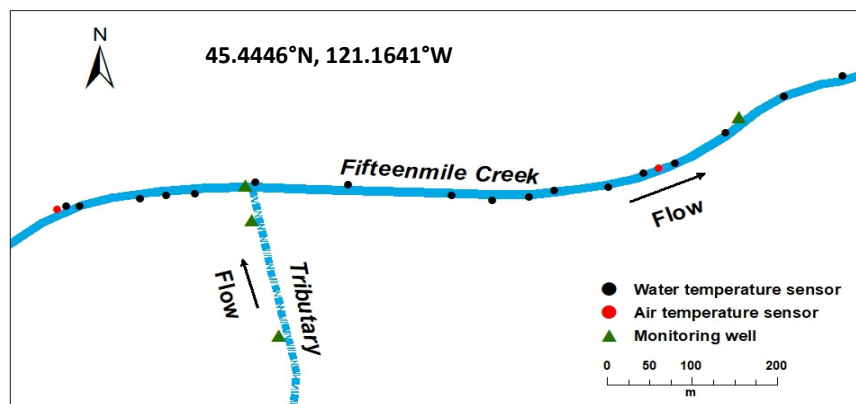 N
45.4446°N, 121.1641°W
Fifteenmile Creek
Flow
Flow
Tributary
Water temperature sensor
Air temperature sensor
Monitoring well
0 50 100 200
m